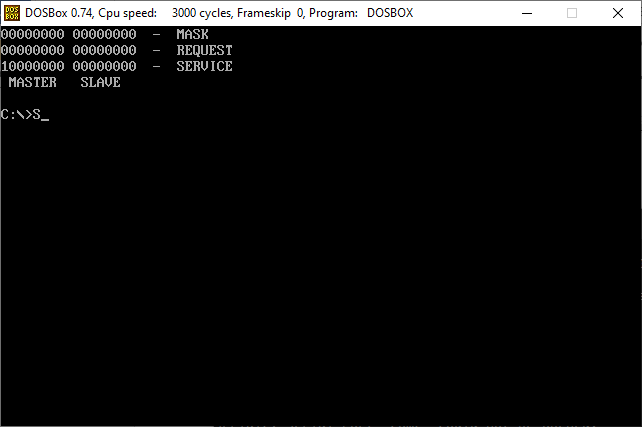 DOSBox 0.74, Cpu speed: 3000 cycles, Frameskip 0, Program: DOSBOX
00000000 00000000 - MASK
00000000 00000000 - REQUEST
10000000 00000000 - SERVICE
MASTER SLAVE
C:\>S_